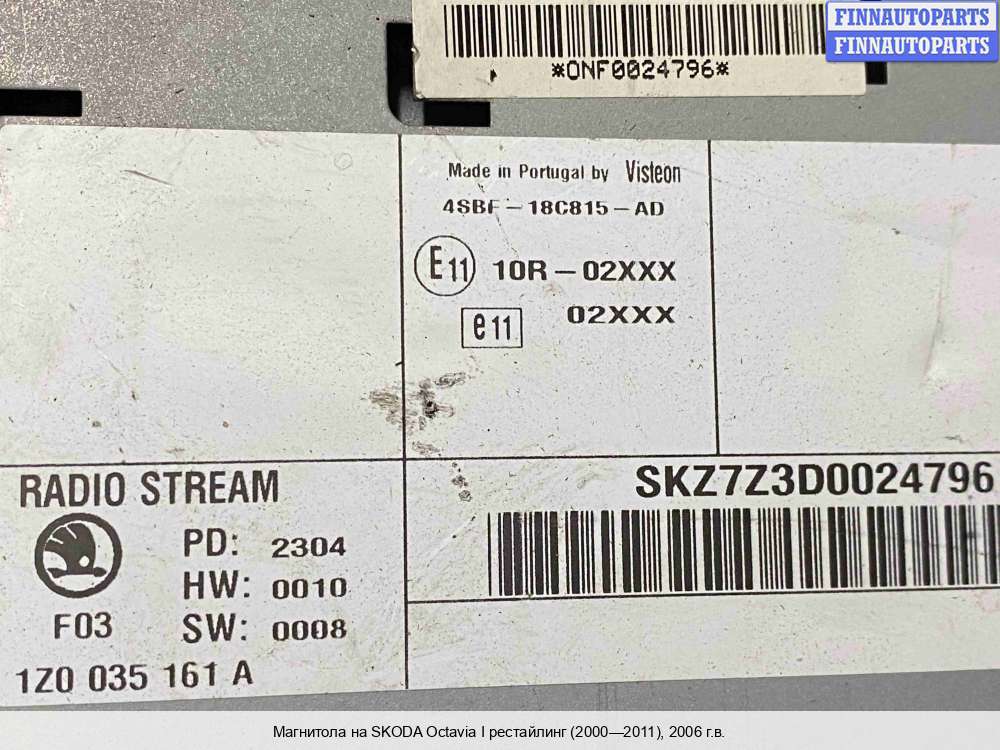 FINNAUTOPARTS
FINNAUTOPARTS
*ONF0024796*
Made in Portugal by Visteon
4SBF-18C815-AD
E11 10R-02XXX
e11 02XXX
SKZ7Z3D0024796
RADIO STREAM
PD: 2304
HW: 0010
F03
SW: 0008
1Z0 035 161 A
Магнитола на SKODA Octavia I рестайлинг (2000—2011), 2006 г.в.